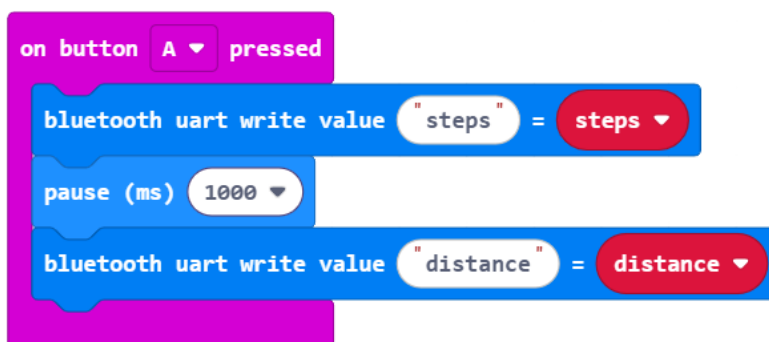 on button A pressed
bluetooth uart write value "steps" = steps
pause (ms) 1000
bluetooth uart write value "distance" = distance